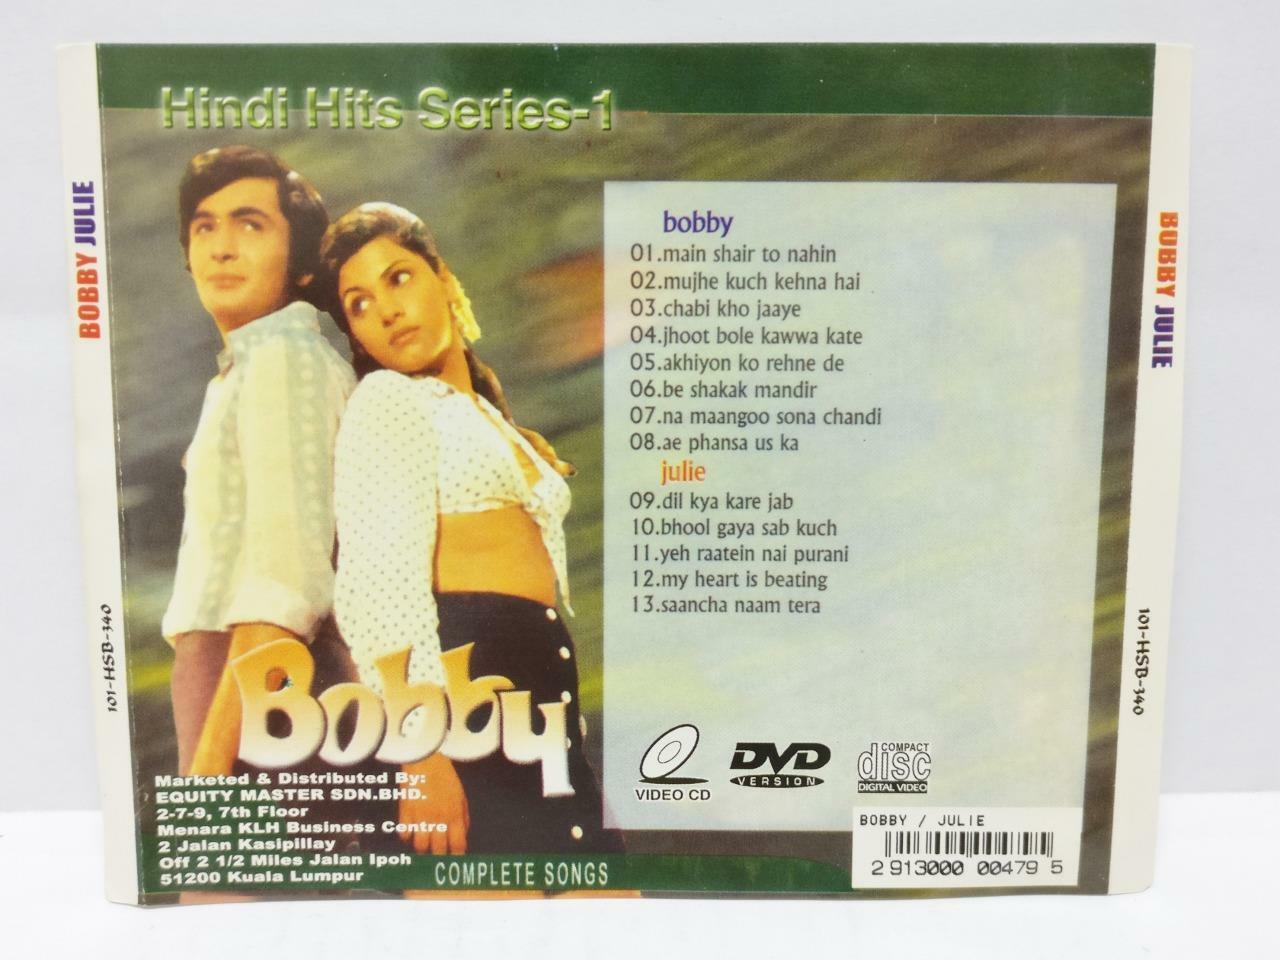 Hindi Hits Series-1
BOBBY JULIE
101-HSB-340
bobby
01.main shair to nahin
02.mujhe kuch kehna hai
03.chabi kho jaaye
04.jhoot bole kawwa kate
05.akhiyon ko rehne de
06.be shakak mandir
07.na maangoo sona chandi
08.ae phansa us ka
julie
09.dil kya kare jab
10.bhool gaya sab kuch
11.yeh raatein nai purani
12.my heart is beating
13.saancha naam tera
Bobby
Marketed & Distributed By:
EQUITY MASTER SDN.BHD.
2-7-9, 7th Floor
Menara KLH Business Centre
2 Jalan Kasipillay
Off 2 1/2 Miles Jalan Ipoh
51200 Kuala Lumpur
COMPLETE SONGS
VIDEO CD
DVD
VERSION
COMPACT
disc
DIGITAL VIDEO
BOBBY / JULIE
2 913000 00479 5
BOBBY JULIE
101-HSB-340